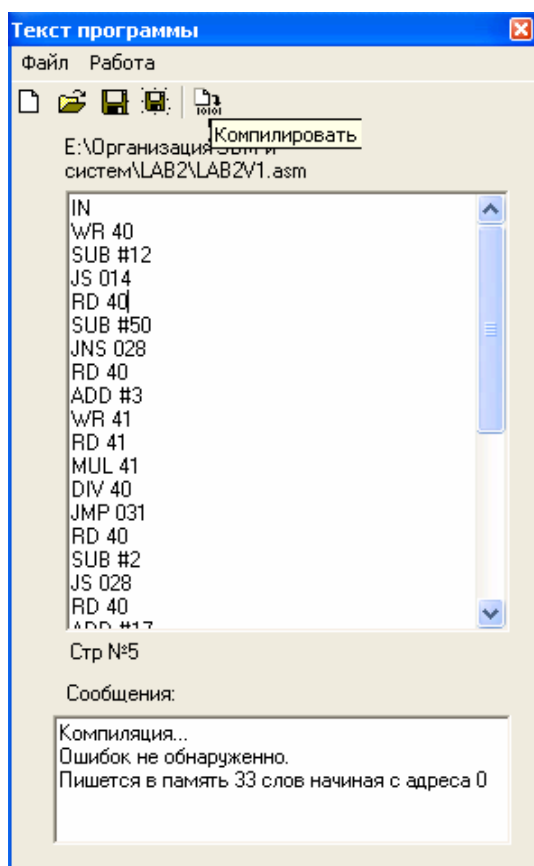 Текст программы
Файл Работа
Компилировать
E:\Организация ЭВМ и
систем\LAB2\LAB2V1.asm
IN
WR 40
SUB #12
JS 014
RD 40
SUB #50
JNS 028
RD 40
ADD #3
WR 41
RD 41
MUL 41
DIV 40
JMP 031
RD 40
SUB #2
JS 028
RD 40
ADD #17
Стр №5
Сообщения:
Компиляция...
Ошибок не обнаруженно.
Пишется в память 33 слов начиная с адреса 0